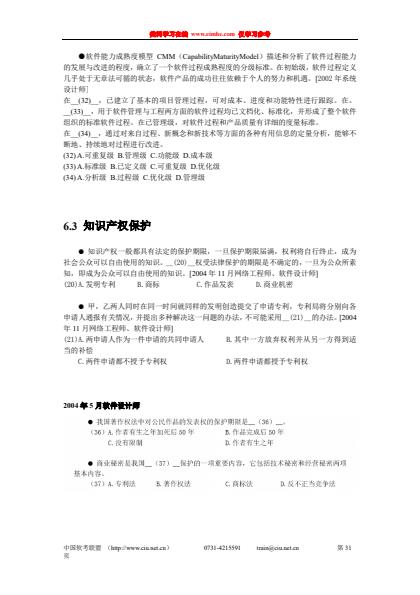 美河学习在线 www.eimhe.com 仅学习参考
●软件能力成熟度模型 CMM（CapabilityMaturityModel）描述和分析了软件过程能力
的发展与改进的程度，确立了一个软件过程成熟程度的分级标准。在初始级，软件过程定义
几乎处于无章法可循的状态，软件产品的成功往往依赖于个人的努力和机遇。[2002 年系统
设计师]
在__(32)__，已建立了基本的项目管理过程，可对成本、进度和功能特性进行跟踪。在。
__(33)__，用于软件管理与工程两方面的软件过程均已文档化、标准化，并形成了整个软件
组织的标准软件过程。在已管理级，对软件过程和产品质量有详细的度量标准。
在__(34)__，通过对来自过程、新概念和新技术等方面的各种有用信息的定量分析，能够不
断地、持续地对过程进行改进。
(32) A.可重复级 B.管理级 C.功能级 D.成本级
(33) A.标准级 B.已定义级 C.可重复级 D.优化级
(34) A.分析级 B.过程级 C.优化级 D.管理级
6.3 知识产权保护
● 知识产权一般都具有法定的保护期限，一旦保护期限届满，权利将自行终止，成为
社会公众可以自由使用的知识。__(20)__权受法律保护的期限是不确定的，一旦为公众所熟
知，即成为公众可以自由使用的知识。[2004 年 11 月网络工程师、软件设计师]
(20)A.发明专利 B.商标 C.作品发表 D.商业机密
● 甲、乙两人同时在同一时间就同样的发明创造提交了申请专利，专利局将分别向各
申请人通报有关情况，并提出多种解决这一问题的办法，不可能采用__(21)__的办法。[2004
年 11 月网络工程师、软件设计师]
(21)A.两申请人作为一件申请的共同申请人 B.其中一方放弃权利并从另一方得到适
当的补偿
C.两件申请都不授予专利权 D.两件申请都授予专利权
2004 年 5 月软件设计师
● 我国著作权法中对公民作品的发表权的保护期限是__（36）__。
（36）A.作者有生之年加死后 50 年 B.作品完成后 50 年
C.没有限制 D.作者有生之年
● 商业秘密是我国__（37）__保护的一项重要内容，它包括技术秘密和经营秘密两项
基本内容。
（37）A.专利法 B.著作权法 C.商标法 D.反不正当竞争法
中国软考联盟 （http://www.ciu.net.cn） 0731-4215591 train@ciu.net.cn 第 31
页